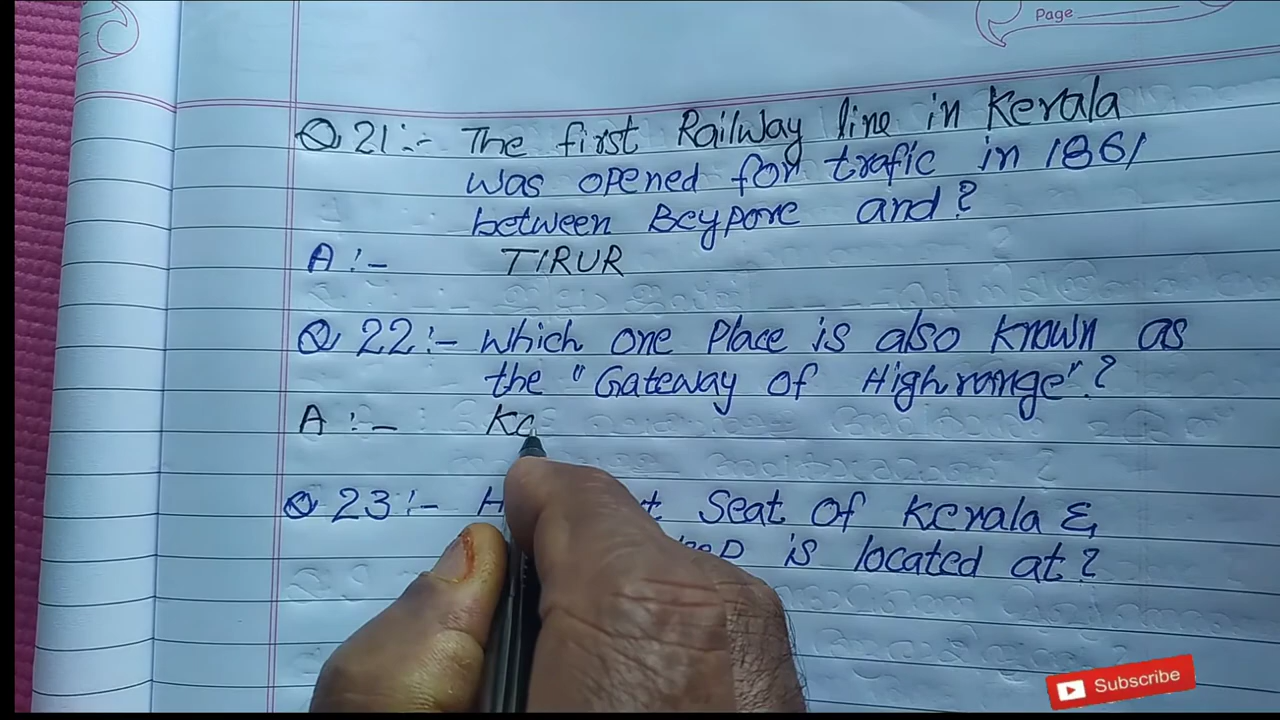 Page
Q 21:- The first Railway line in Kerala
was opened for trafic in 1861
between Beypore and?
A:- TIRUR
Q 22:- Which one Place is also known as
the "Gateway of Highrange"?
A:- Ko
Q 23:- H t Seat of Kerala &
is located at?
Subscribe